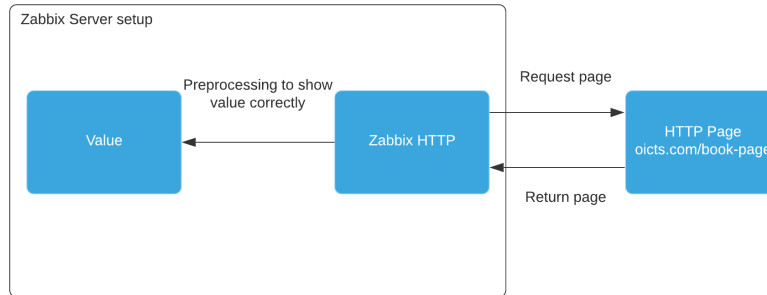 Zabbix Server setup
Preprocessing to show
value correctly
Request page
Value
Zabbix HTTP
HTTP Page
oicts.com/book-page
Return page